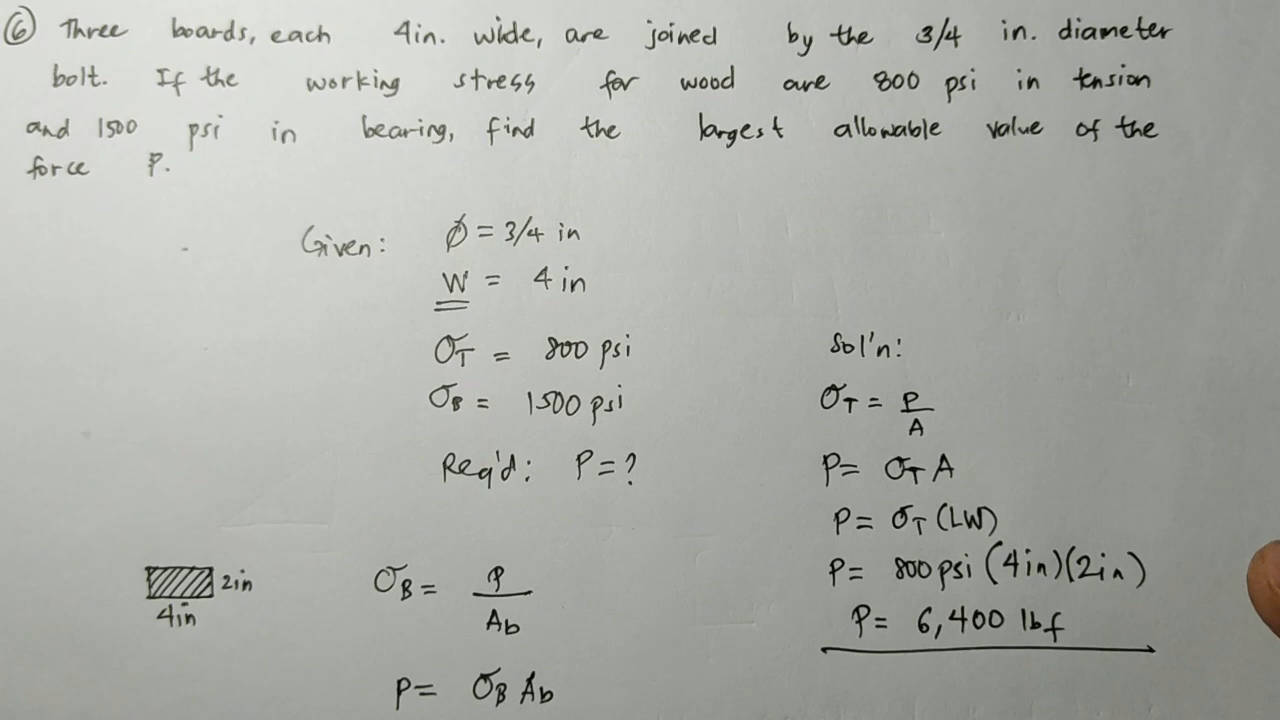 ⑥ Three boards, each 4in. wide, are joined by the 3/4 in. diameter
bolt. If the working stress for wood are 800 psi in tension
and 1500 psi in bearing, find the largest allowable value of the
force P.
Given: Ø = 3/4 in
W = 4 in
σT = 800 psi
σB = 1500 psi
Req'd: P = ?
Sol'n:
σT = P/A
P = σT A
P = σT (LW)
P = 800 psi (4in)(2in)
P = 6,400 lbf
2in
4in
σB = P/Ab
P = σB Ab